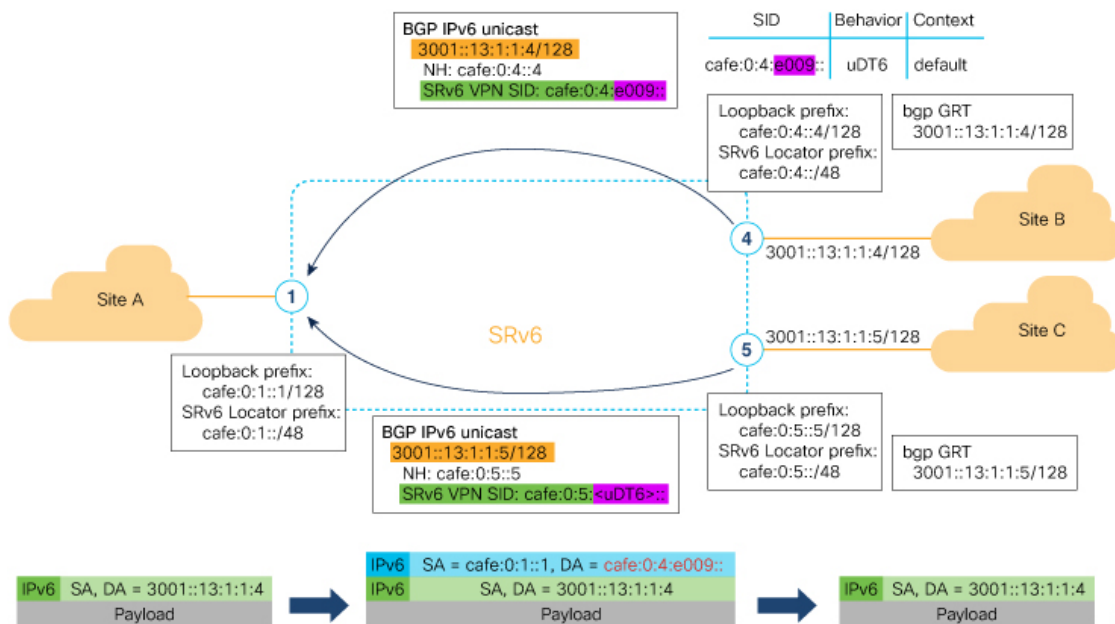 BGP IPv6 unicast
3001::13:1:1:4/128
NH: cafe:0:4::4
SRv6 VPN SID: cafe:0:4:e009::
SID Behavior Context
cafe:0:4:e009:: uDT6 default
Loopback prefix:
cafe:0:4::4/128
SRv6 Locator prefix:
cafe:0:4::/48
bgp GRT
3001::13:1:1:4/128
Site A
1
SRv6
4
3001::13:1:1:4/128
Site B
5
3001::13:1:1:5/128
Site C
Loopback prefix:
cafe:0:1::1/128
SRv6 Locator prefix:
cafe:0:1::/48
BGP IPv6 unicast
3001::13:1:1:5/128
NH: cafe:0:5::5
SRv6 VPN SID: cafe:0:5:<uDT6>::
Loopback prefix:
cafe:0:5::5/128
SRv6 Locator prefix:
cafe:0:5::/48
bgp GRT
3001::13:1:1:5/128
IPv6 SA, DA = 3001::13:1:1:4
Payload
IPv6 SA = cafe:0:1::1, DA = cafe:0:4:e009::
IPv6 SA, DA = 3001::13:1:1:4
Payload
IPv6 SA, DA = 3001::13:1:1:4
Payload